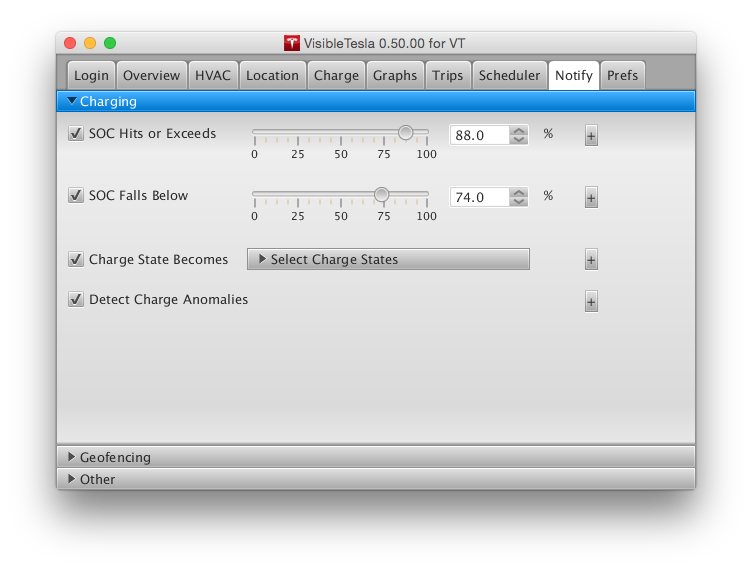 VisibleTesla 0.50.00 for VT
Login Overview HVAC Location Charge Graphs Trips Scheduler Notify Prefs
Charging
SOC Hits or Exceeds 88.0 % +
0 25 50 75 100
SOC Falls Below 74.0 % +
0 25 50 75 100
Charge State Becomes Select Charge States +
Detect Charge Anomalies +
Geofencing
Other